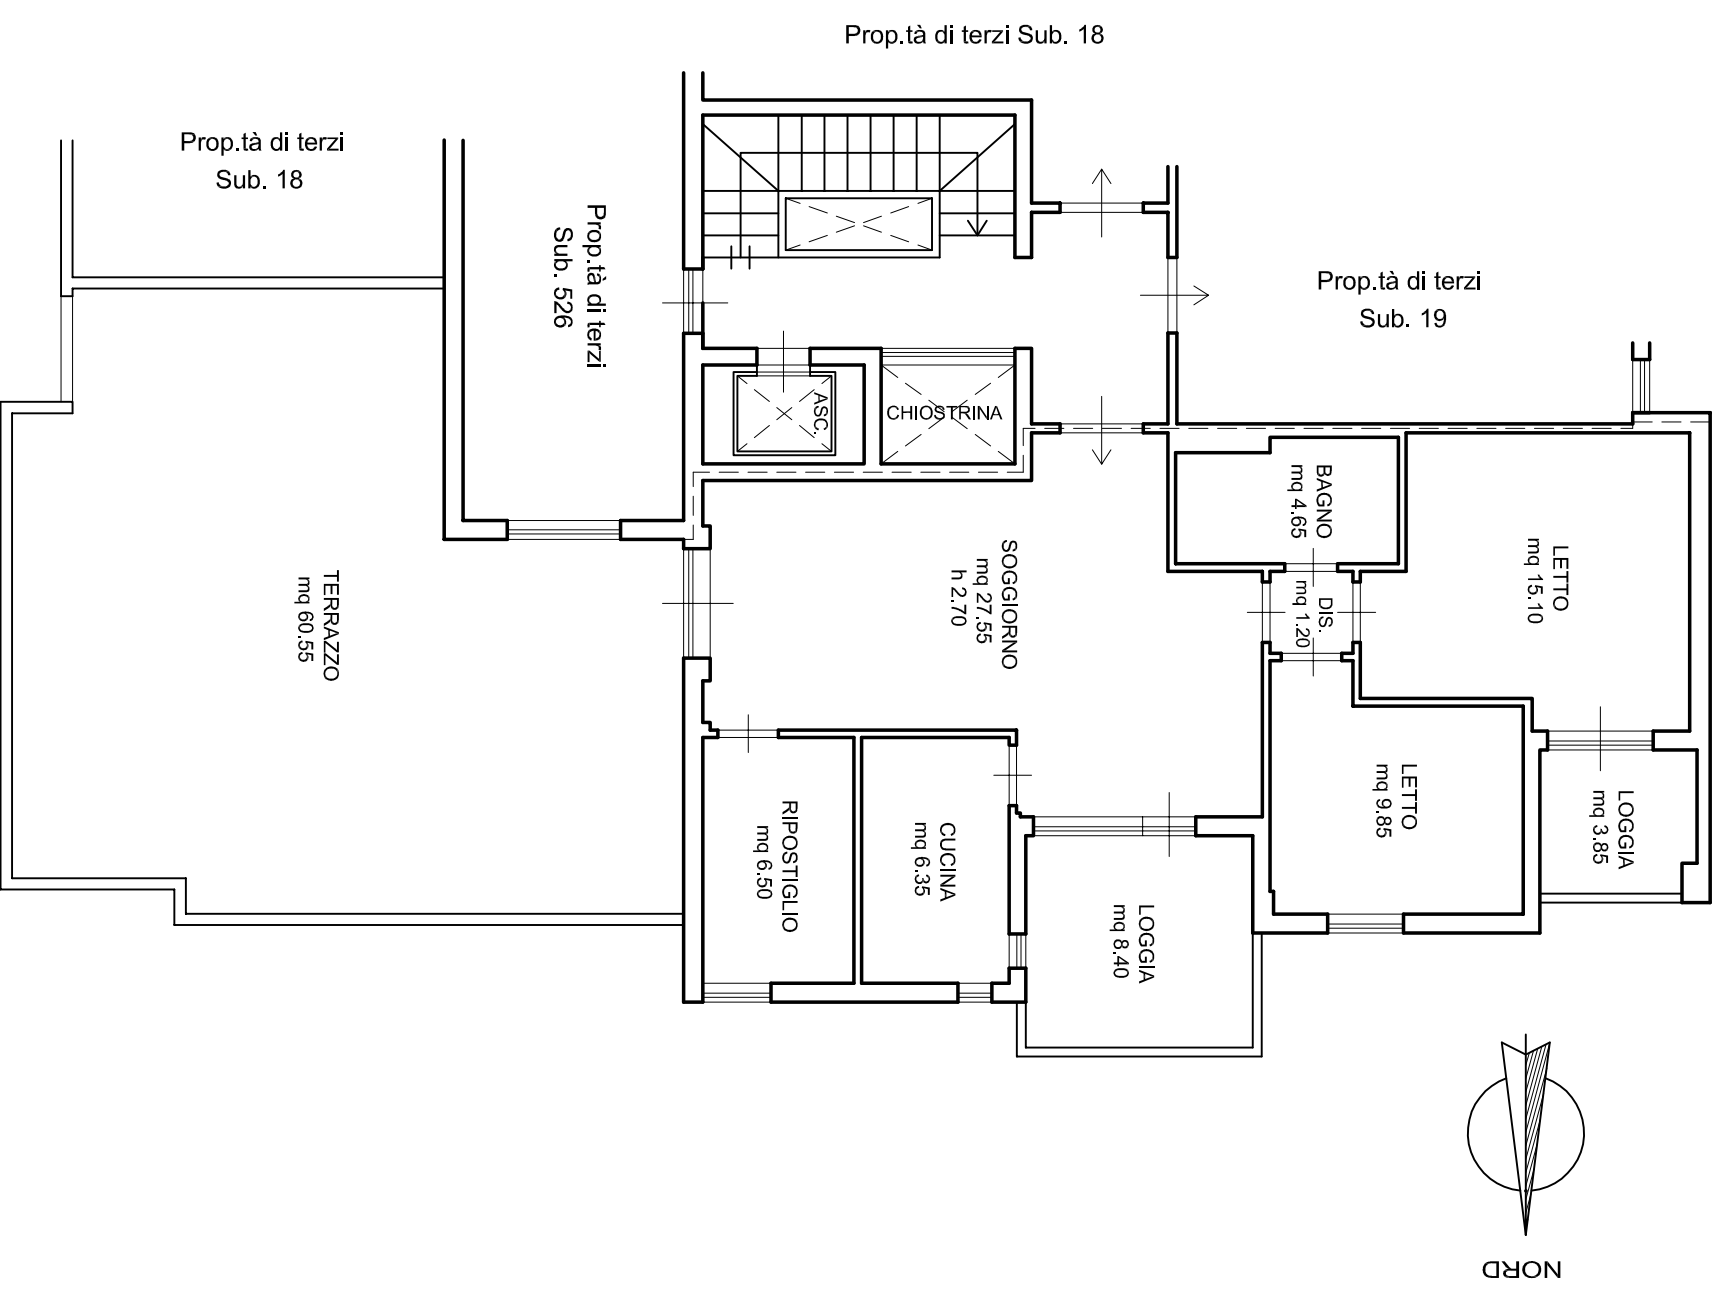 Prop.tà di terzi Sub. 18
Prop.tà di terzi
Sub. 18
Prop.tà di terzi
Sub. 526
Prop.tà di terzi
Sub. 19
ASC.
CHIOSTRINA
BAGNO
mq 4.65
LETTO
mq 15.10
SOGGIORNO
mq 27.55
h 2.70
DIS.
mq 1.20
TERRAZZO
mq 60.55
LETTO
mq 9.85
LOGGIA
mq 3.85
RIPOSTIGLIO
mq 6.50
CUCINA
mq 6.35
LOGGIA
mq 8.40
NORD